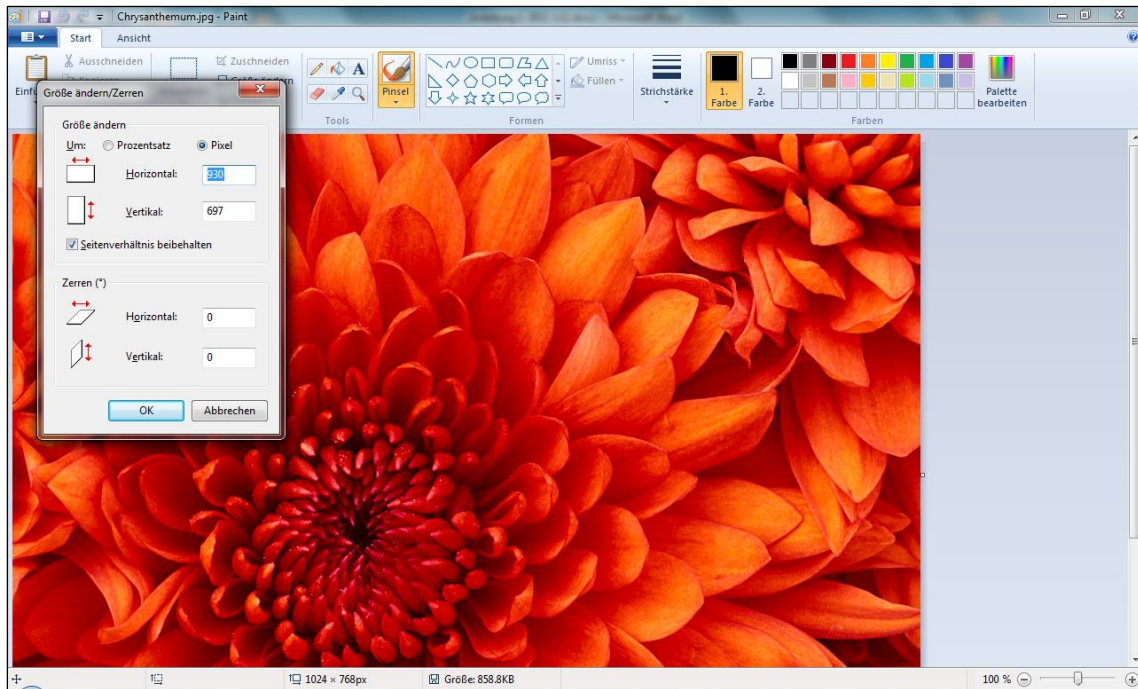 Chrysanthemum.jpg - Paint
Start Ansicht
Ausschneiden
Zuschneiden
Größe ändern
Pinsel
Umriss
Füllen
Strichstärke
1. Farbe
2. Farbe
Palette bearbeiten
Tools
Formen
Farben
Größe ändern/Zerren
Größe ändern
Um: Prozentsatz Pixel
Horizontal: 930
Vertikal: 697
Seitenverhältnis beibehalten
Zerren (°)
Horizontal: 0
Vertikal: 0
OK Abbrechen
1024 × 768px Größe: 858.8KB 100 %